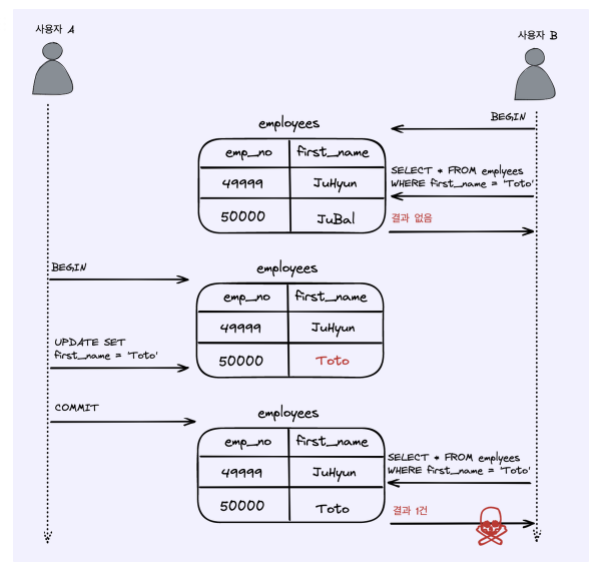 사용자 A
사용자 B
BEGIN
employees
emp_no first_name
49999 JuHyun
50000 JuBal
SELECT * FROM emplyees
WHERE first_name = 'Toto'
결과 없음
BEGIN
employees
emp_no first_name
49999 JuHyun
50000 Toto
UPDATE SET
first_name = 'Toto'
COMMIT
employees
emp_no first_name
49999 JuHyun
50000 Toto
SELECT * FROM emplyees
WHERE first_name = 'Toto'
결과 1건